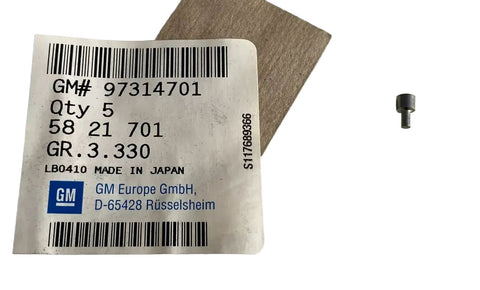 GM# 97314701
Qty 5
58 21 701
GR.3.330
LB0410 MADE IN JAPAN
GM
GM Europe GmbH,
D-65428 Rüsselsheim
S117689366